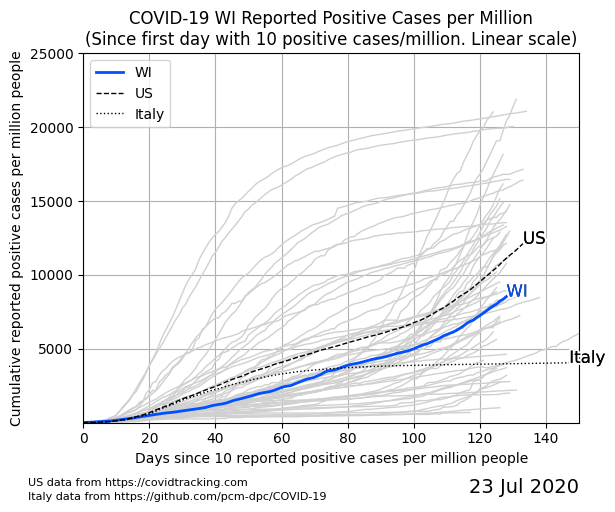 COVID-19 WI Reported Positive Cases per Million
(Since first day with 10 positive cases/million. Linear scale)
Cumulative reported positive cases per million people
25000
20000
15000
10000
5000
WI
US
Italy
US
WI
Italy
0 20 40 60 80 100 120 140
Days since 10 reported positive cases per million people
US data from https://covidtracking.com
Italy data from https://github.com/pcm-dpc/COVID-19
23 Jul 2020